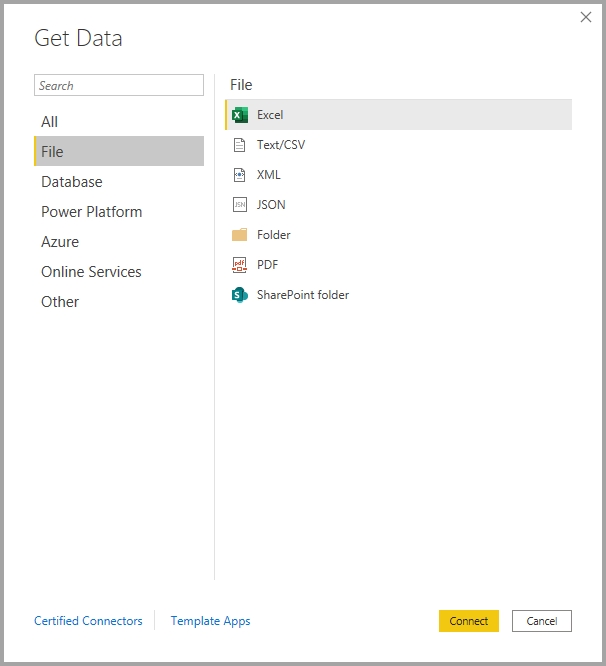 Get Data
Search
All
File
Database
Power Platform
Azure
Online Services
Other
File
Excel
Text/CSV
XML
JSON
Folder
PDF
SharePoint folder
Certified Connectors
Template Apps
Connect
Cancel